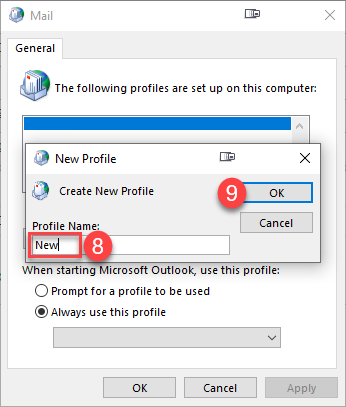 Mail
General
The following profiles are set up on this computer:
New Profile
Create New Profile
9
OK
Cancel
Profile Name:
New
8
When starting Microsoft Outlook, use this profile:
Prompt for a profile to be used
Always use this profile
OK
Cancel
Apply